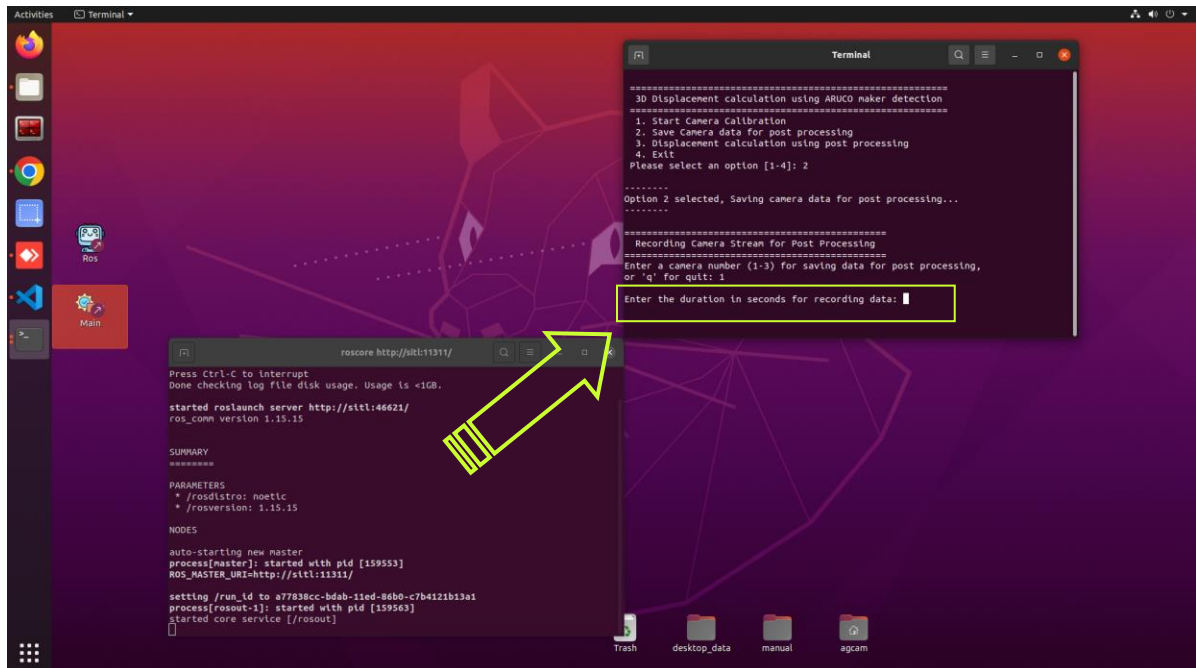 Activities
Terminal
Terminal
================================================================
3D Displacement calculation using ARUCO maker detection
================================================================
1. Start Camera Calibration
2. Save Camera data for post processing
3. Displacement calculation using post processing
4. Exit
Please select an option [1-4]: 2
--------
Option 2 selected, Saving camera data for post processing...
--------
===============================================
Recording Camera Stream for Post Processing
===============================================
Enter a camera number (1-3) for saving data for post processing,
or 'q' for quit: 1
Enter the duration in seconds for recording data:
Ros
Main
roscore http://sitl:11311/
Press Ctrl-C to interrupt
Done checking log file disk usage. Usage is <1GB.
started roslaunch server http://sitl:46621/
ros_comm version 1.15.15
SUMMARY
========
PARAMETERS
* /rosdistro: noetic
* /rosversion: 1.15.15
NODES
auto-starting new master
process[master]: started with pid [159553]
ROS_MASTER_URI=http://sitl:11311/
setting /run_id to a77838cc-bdab-11ed-86b0-c7b4121b13a1
process[rosout-1]: started with pid [159563]
started core service [/rosout]
Trash
desktop_data
manual
agcam